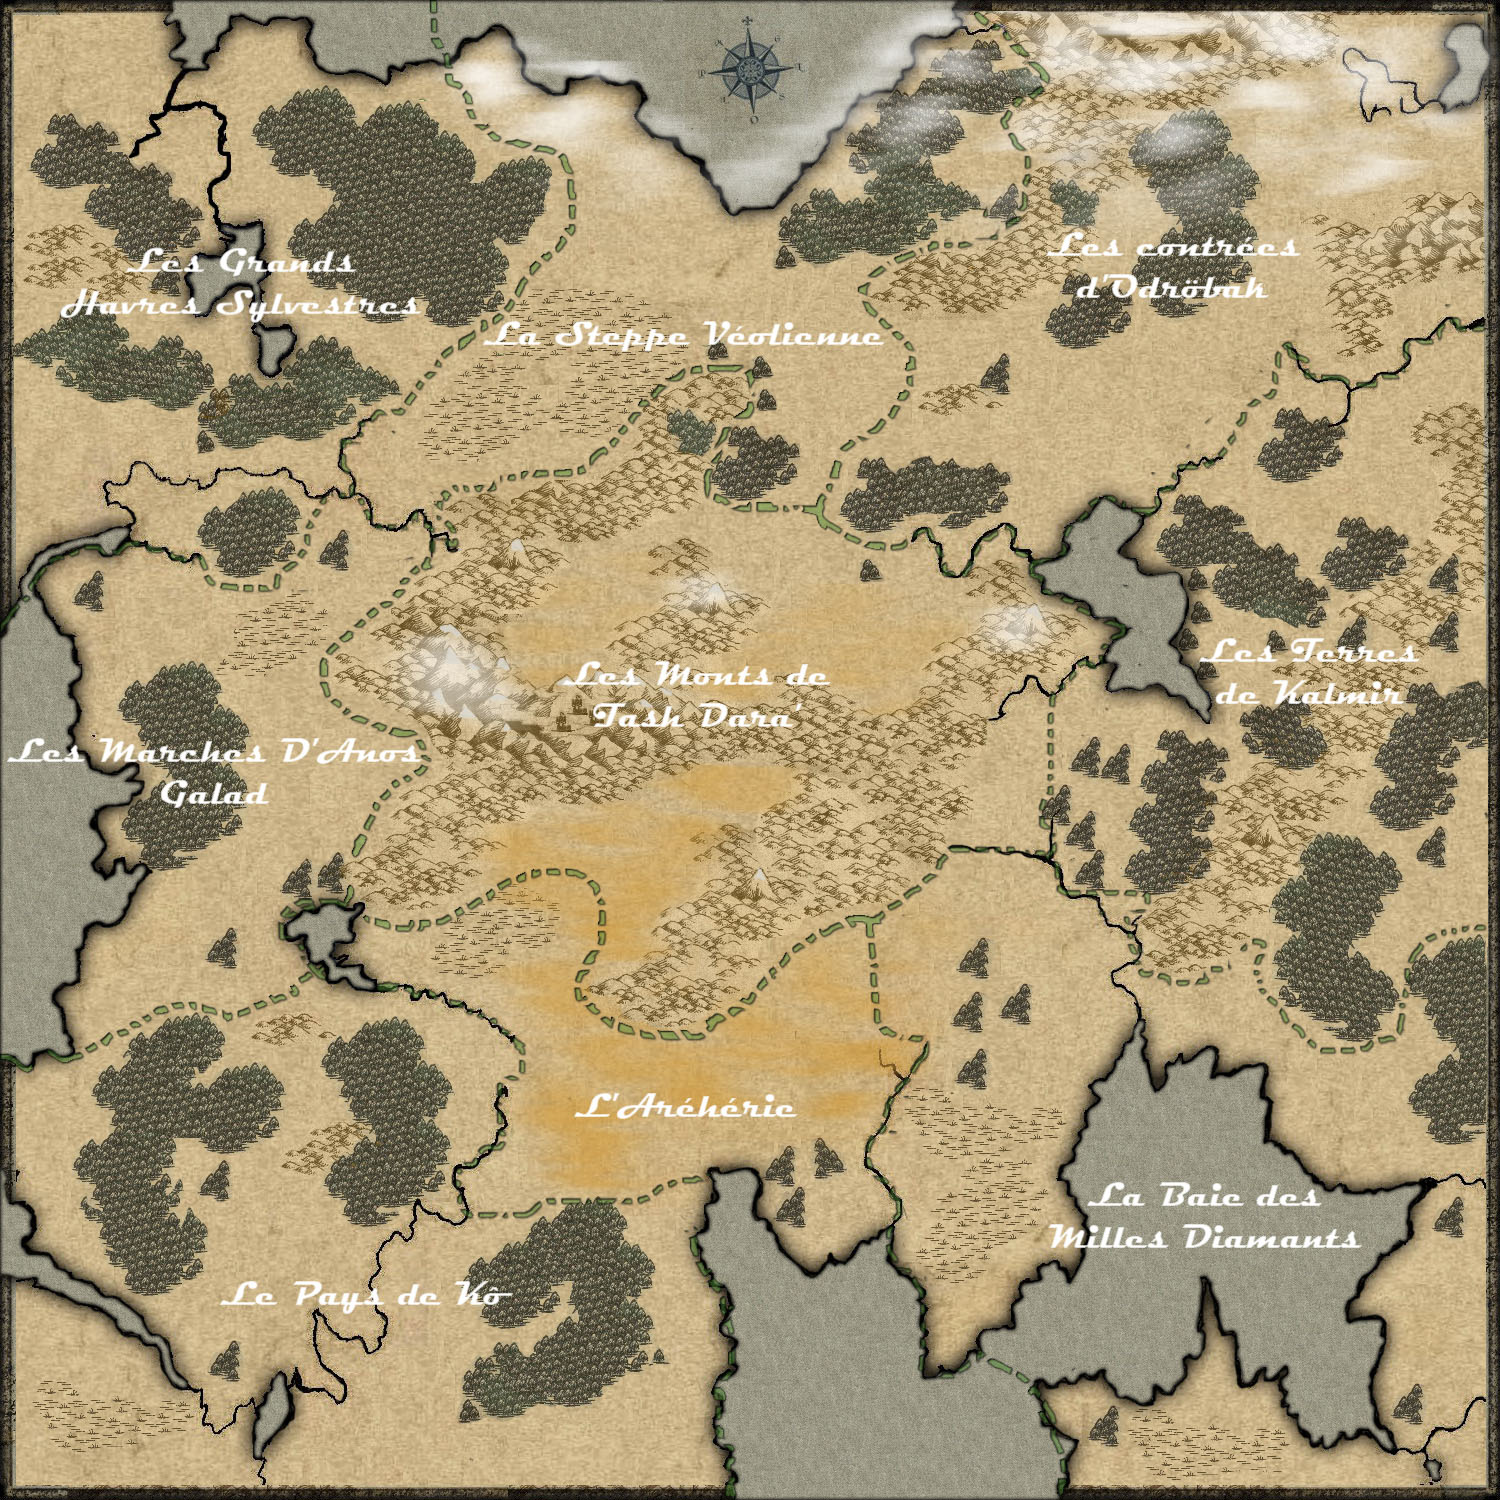 Les Grands
Havres Sylvestres
La Steppe Véolienne
Les contrées
d'Odröbak
Les Monts de
Tash Dara'
Les Terres
de Kalmir
Les Marches D'Anos
Galad
L'Aréhérie
La Baie des
Milles Diamants
Le Pays de Kô